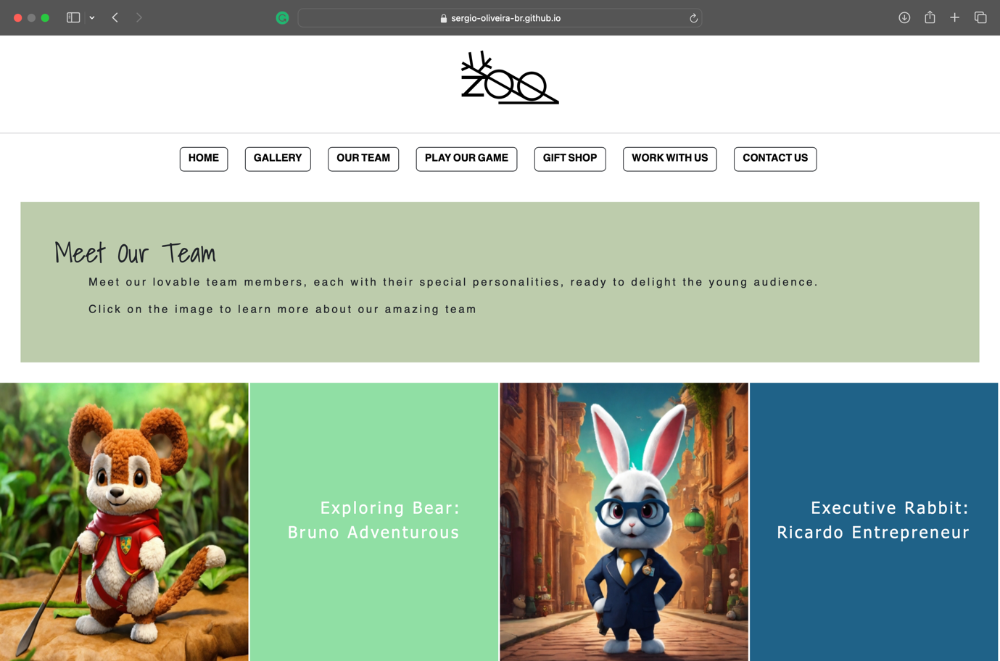 sergio-oliveira-br.github.io
ZOO
HOME
GALLERY
OUR TEAM
PLAY OUR GAME
GIFT SHOP
WORK WITH US
CONTACT US
Meet Our Team
Meet our lovable team members, each with their special personalities, ready to delight the young audience.
Click on the image to learn more about our amazing team
Exploring Bear:
Bruno Adventurous
Executive Rabbit:
Ricardo Entrepreneur